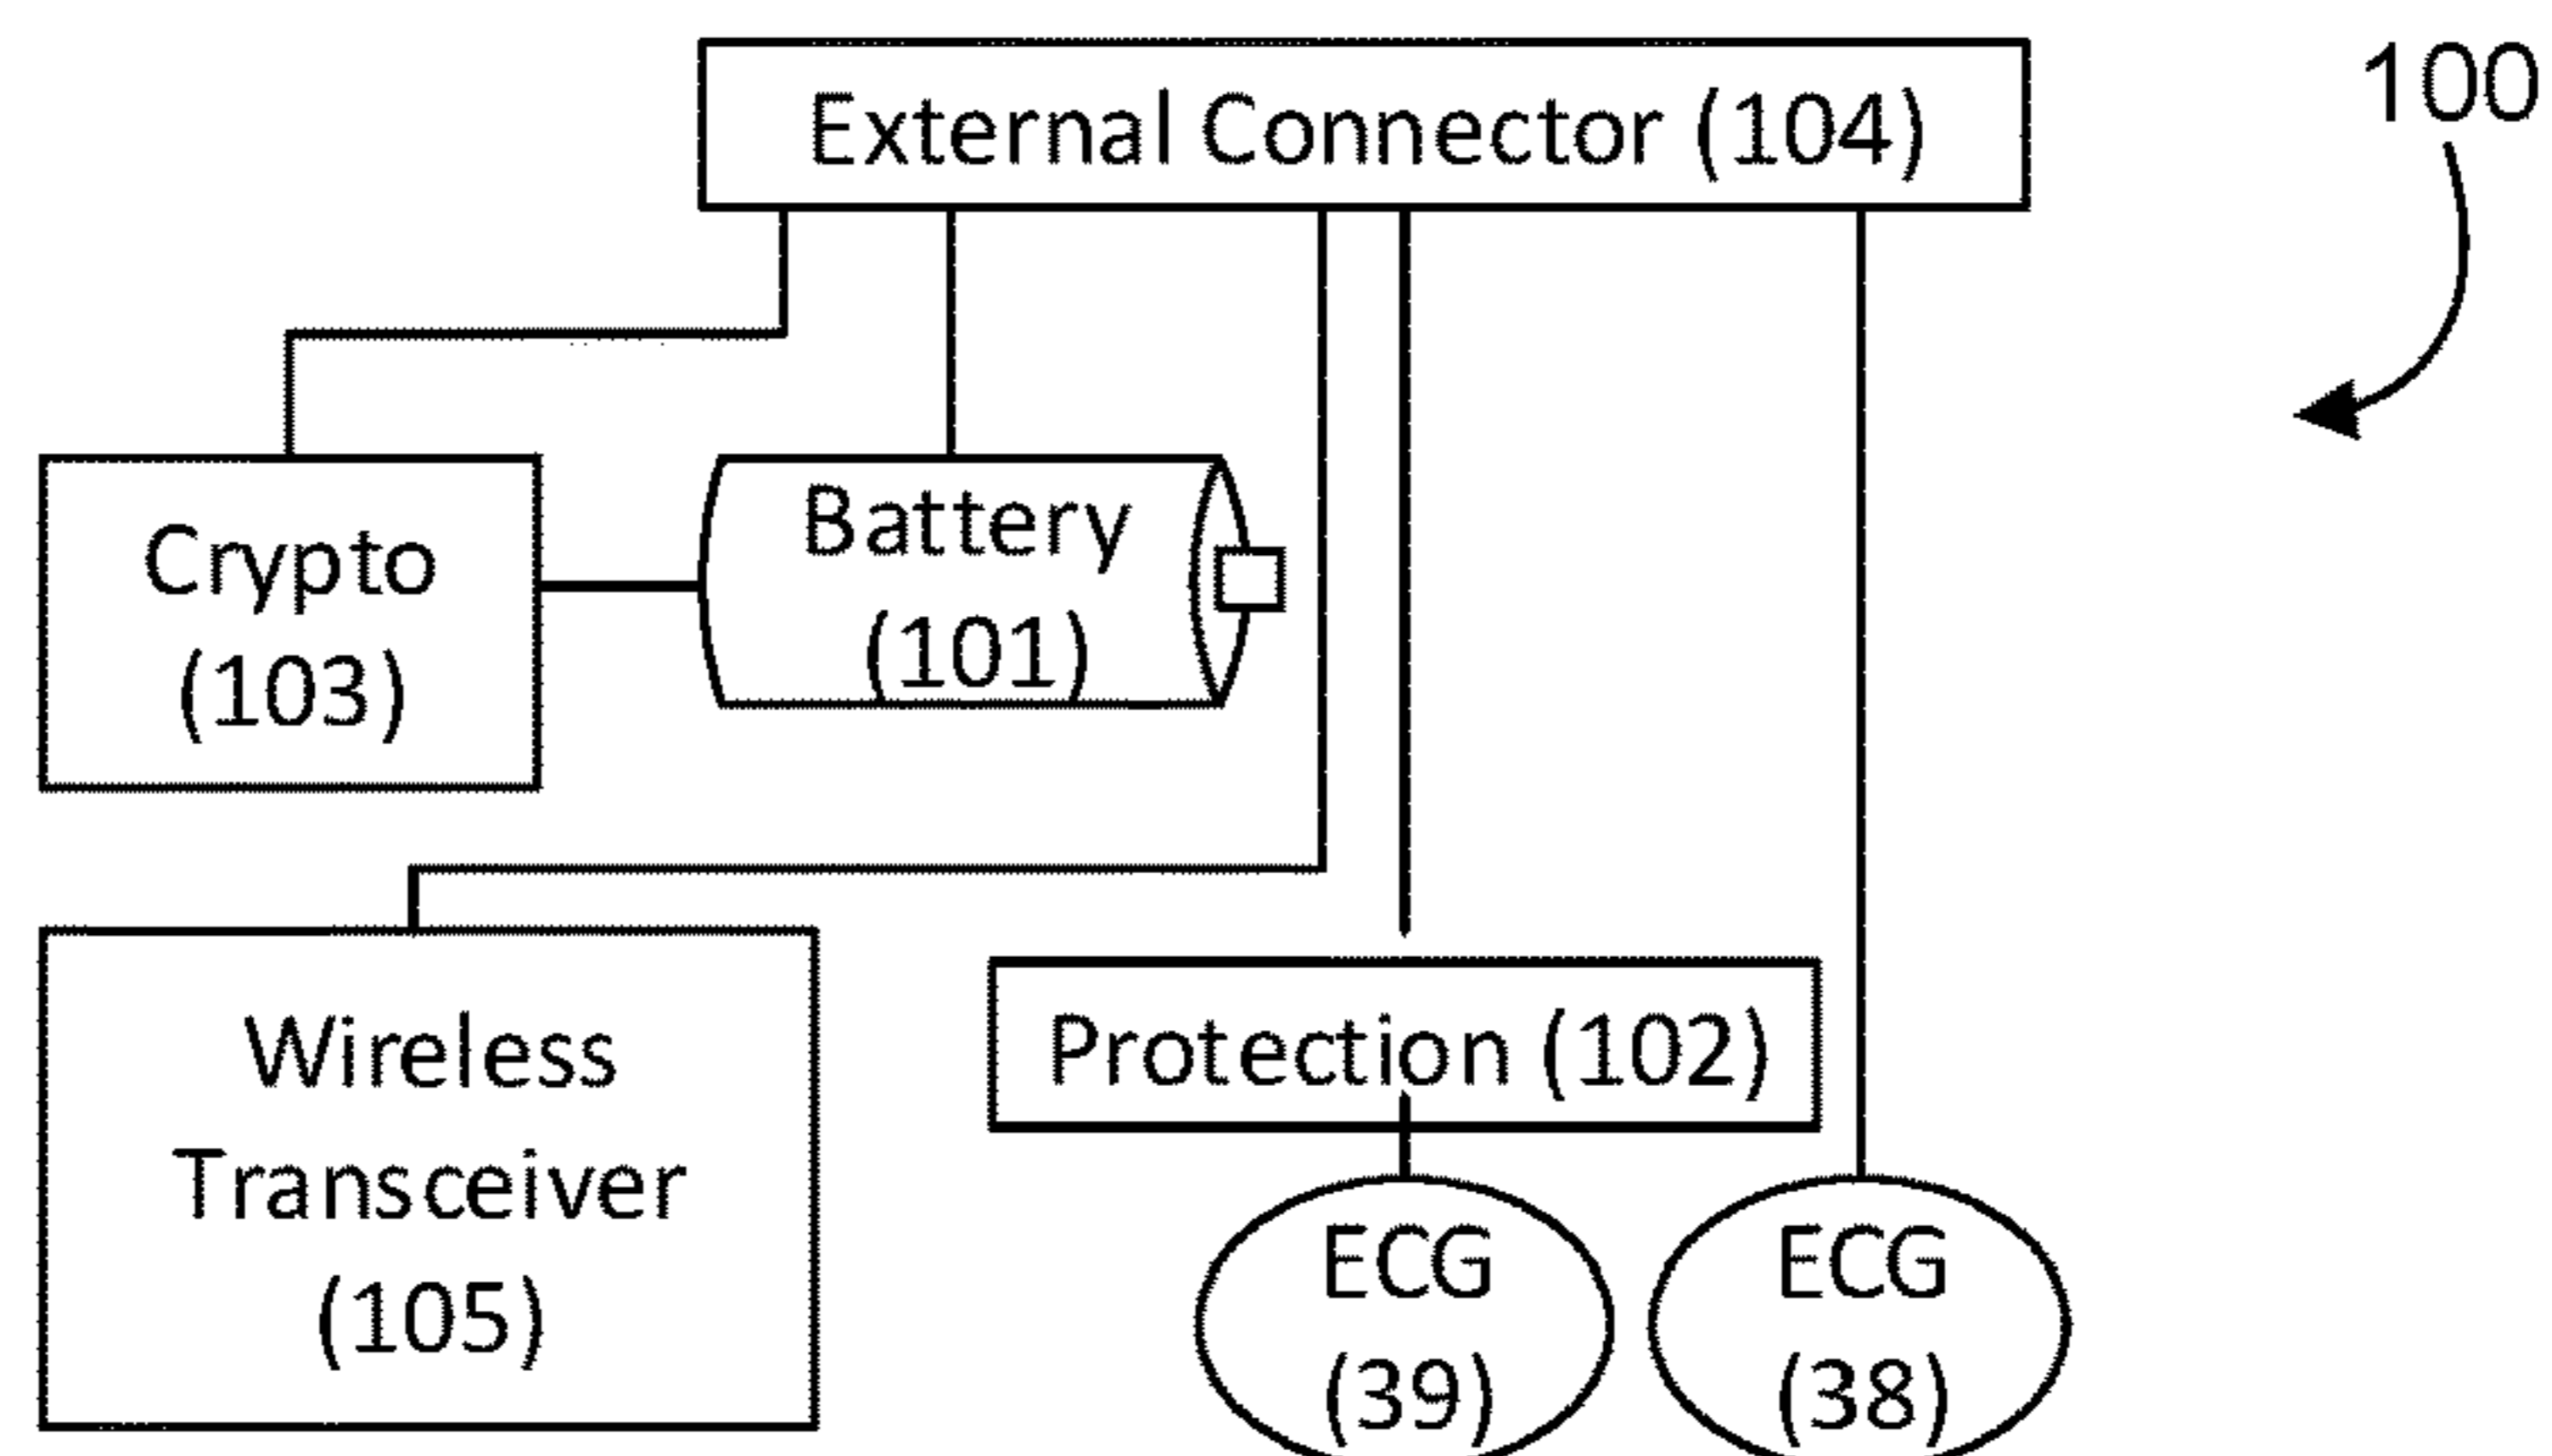 External Connector (104)
100
Crypto
(103)
Battery
(101)
Wireless
Transceiver
(105)
Protection (102)
ECG
(39)
ECG
(38)